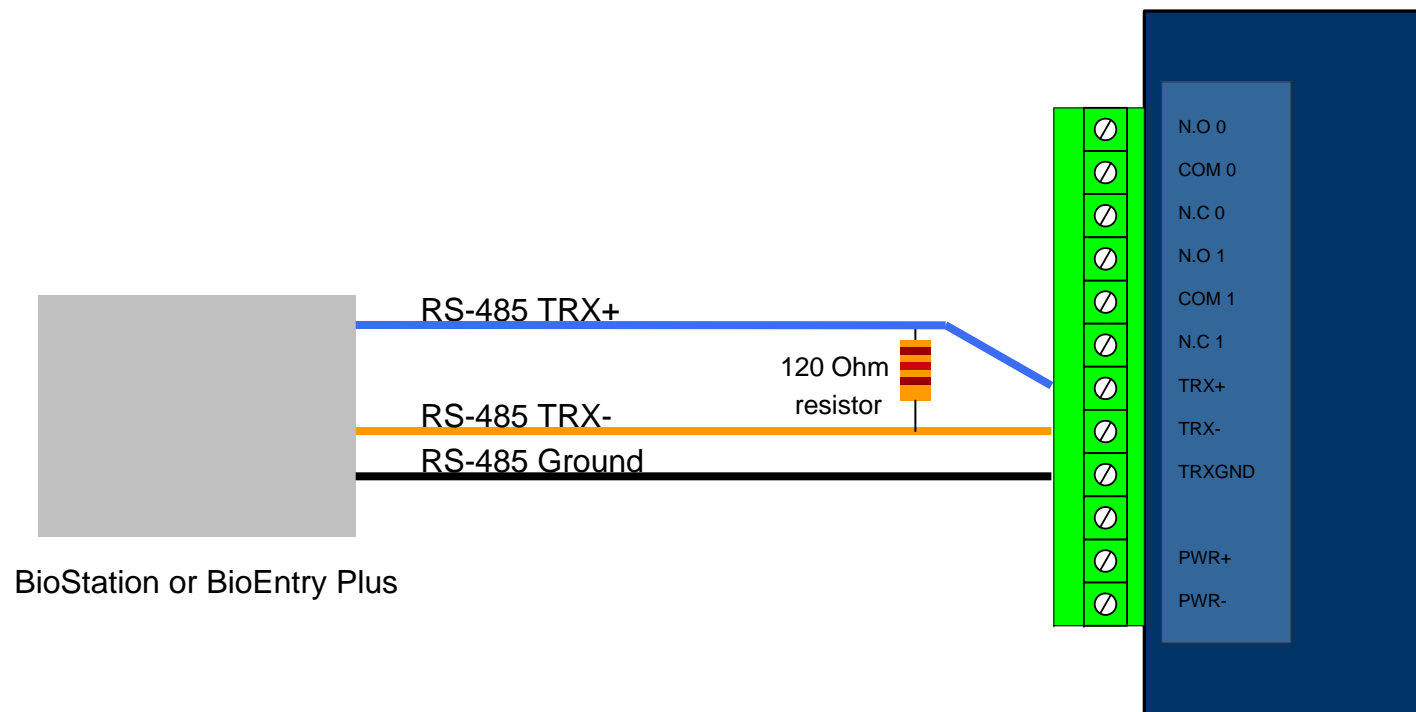 N.O 0
COM 0
N.C 0
N.O 1
COM 1
N.C 1
TRX+
TRX-
TRXGND
PWR+
PWR-
RS-485 TRX+
120 Ohm
resistor
RS-485 TRX-
RS-485 Ground
BioStation or BioEntry Plus